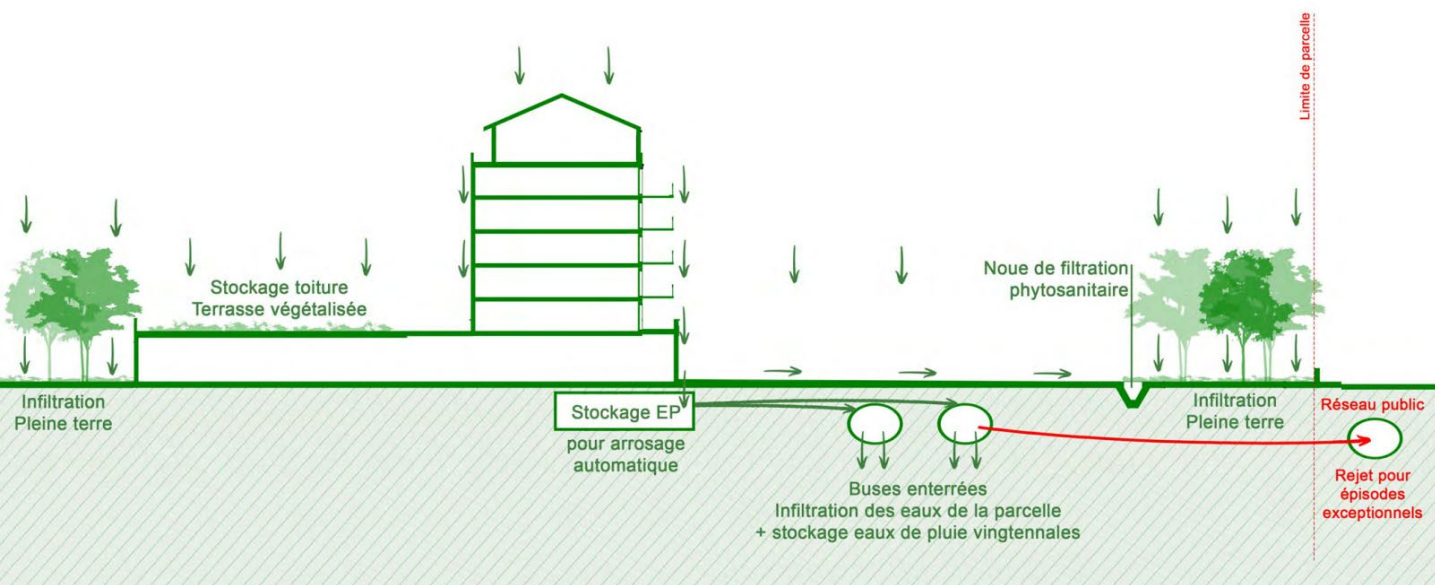 Limite de parcelle
Stockage toiture
Terrasse végétalisée
Noue de filtration
phytosanitaire
Infiltration
Pleine terre
Stockage EP
pour arrosage
automatique
Buses enterrées
Infiltration des eaux de la parcelle
+ stockage eaux de pluie vingtennales
Infiltration
Pleine terre
Réseau public
Rejet pour
épisodes
exceptionnels